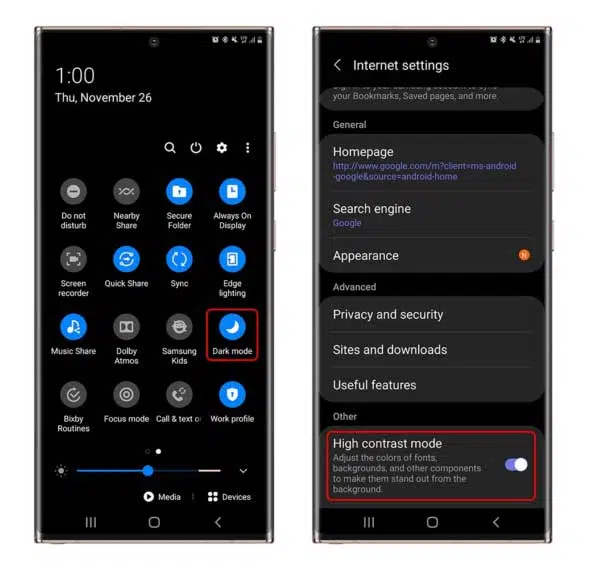 1:00
Thu, November 26
Do not
disturb
Nearby
Share
Secure
Folder
Always On
Display
Screen
recorder
Quick Share
Sync
Edge
lighting
Music Share
Dolby
Atmos
Samsung
Kids
Dark mode
Bixby
Routines
Focus mode
Call & text o
Work profile
Media
Devices
Internet settings
your Bookmarks, Saved pages, and more.
General
Homepage
http://www.google.com/m?client=ms-android
-google&source=android-home
Search engine
Google
Appearance
N
Advanced
Privacy and security
Sites and downloads
Useful features
Other
High contrast mode
Adjust the colors of fonts,
backgrounds, and other components
to make them stand out from the
background.